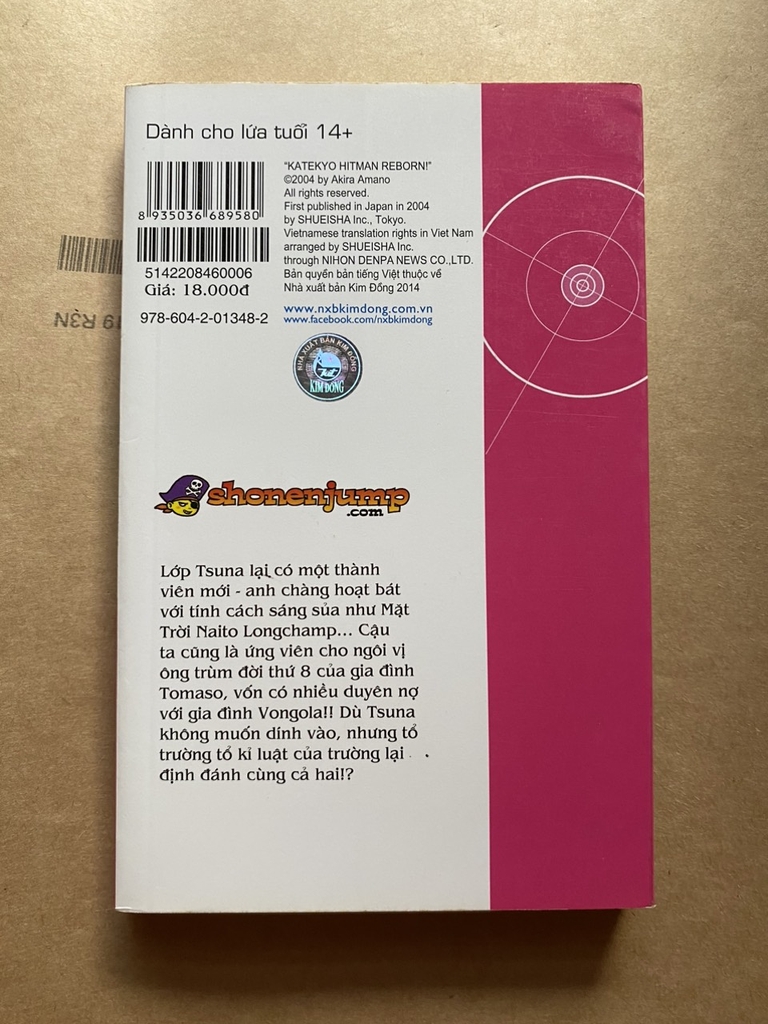 Dành cho lứa tuổi 14+
8 935036 689580
5142208460006
Giá: 18.000đ
978-604-2-01348-2
“KATEKYO HITMAN REBORN!”
©2004 by Akira Amano
All rights reserved.
First published in Japan in 2004
by SHUEISHA Inc., Tokyo.
Vietnamese translation rights in Viet Nam
arranged by SHUEISHA Inc.
through NIHON DENPA NEWS CO.,LTD.
Bản quyền bản tiếng Việt thuộc về
Nhà xuất bản Kim Đồng 2014
www.nxbkimdong.com.vn
www.facebook.com/nxbkimdong
NHÀ XUẤT BẢN KIM ĐỒNG
KIM ĐỒNG
shonenjump
.com
Lớp Tsuna lại có một thành
viên mới - anh chàng hoạt bát
với tính cách sáng sủa như Mặt
Trời Naito Longchamp... Cậu
ta cũng là ứng viên cho ngôi vị
ông trùm đời thứ 8 của gia đình
Tomaso, vốn có nhiều duyên nợ
với gia đình Vongola!! Dù Tsuna
không muốn dính vào, nhưng tổ
trường tổ kỉ luật của trường lại
định đánh cùng cả hai!?